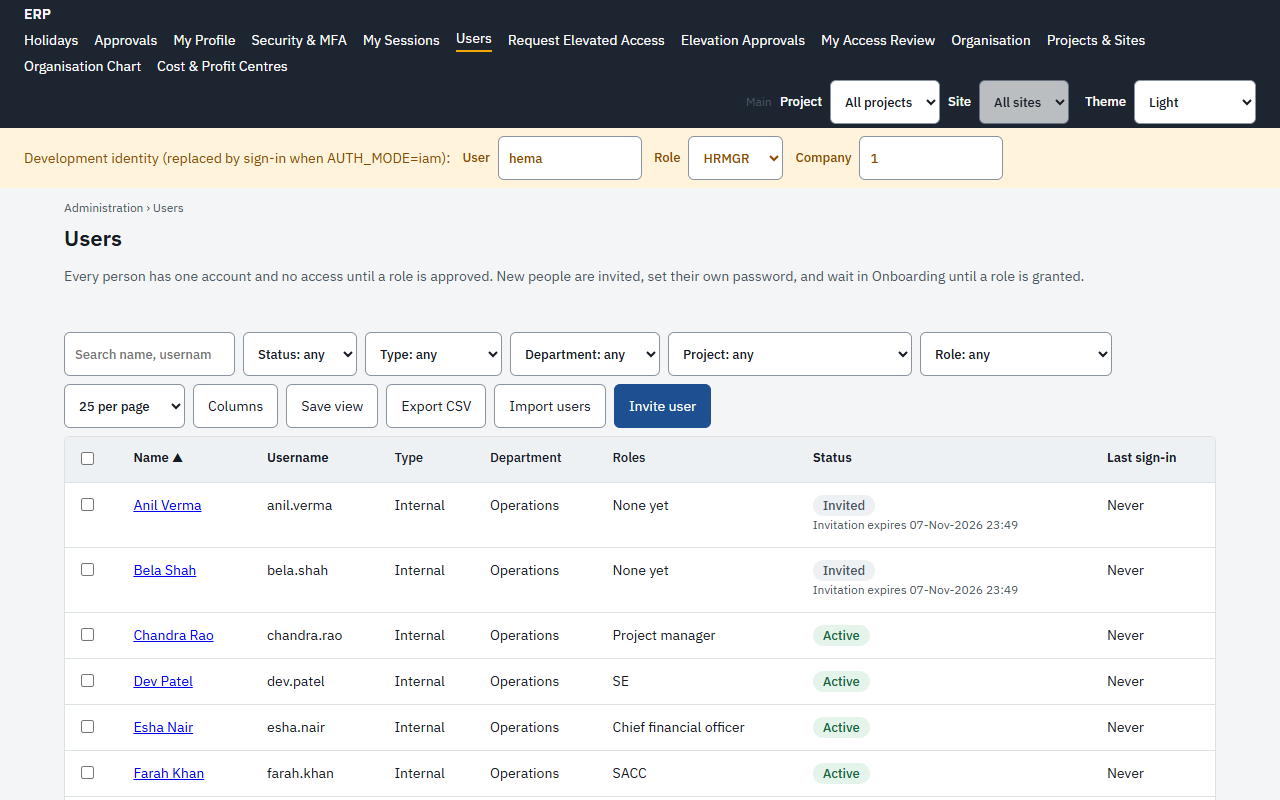 ERP
Holidays Approvals My Profile Security & MFA My Sessions Users Request Elevated Access Elevation Approvals My Access Review Organisation Projects & Sites
Organisation Chart Cost & Profit Centres
Main Project All projects Site All sites Theme Light
Development identity (replaced by sign-in when AUTH_MODE=iam): User hema Role HRMGR Company 1
Administration › Users
Users
Every person has one account and no access until a role is approved. New people are invited, set their own password, and wait in Onboarding until a role is granted.
Search name, usernam Status: any Type: any Department: any Project: any Role: any
25 per page Columns Save view Export CSV Import users Invite user
Name ▲ Username Type Department Roles Status Last sign-in
Anil Verma anil.verma Internal Operations None yet Invited Never
Invitation expires 07-Nov-2026 23:49
Bela Shah bela.shah Internal Operations None yet Invited Never
Invitation expires 07-Nov-2026 23:49
Chandra Rao chandra.rao Internal Operations Project manager Active Never
Dev Patel dev.patel Internal Operations SE Active Never
Esha Nair esha.nair Internal Operations Chief financial officer Active Never
Farah Khan farah.khan Internal Operations SACC Active Never